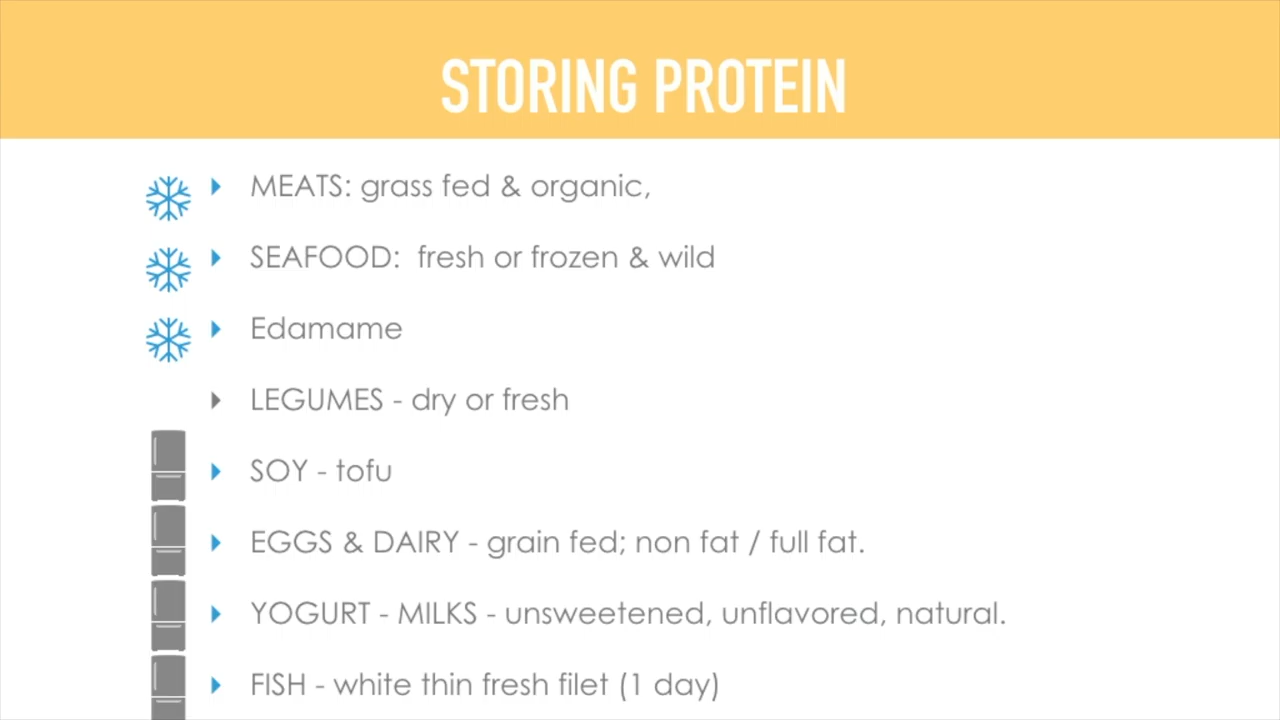 STORING PROTEIN
MEATS: grass fed & organic,
SEAFOOD: fresh or frozen & wild
Edamame
LEGUMES - dry or fresh
SOY - tofu
EGGS & DAIRY - grain fed; non fat / full fat.
YOGURT - MILKS - unsweetened, unflavored, natural.
FISH - white thin fresh filet (1 day)